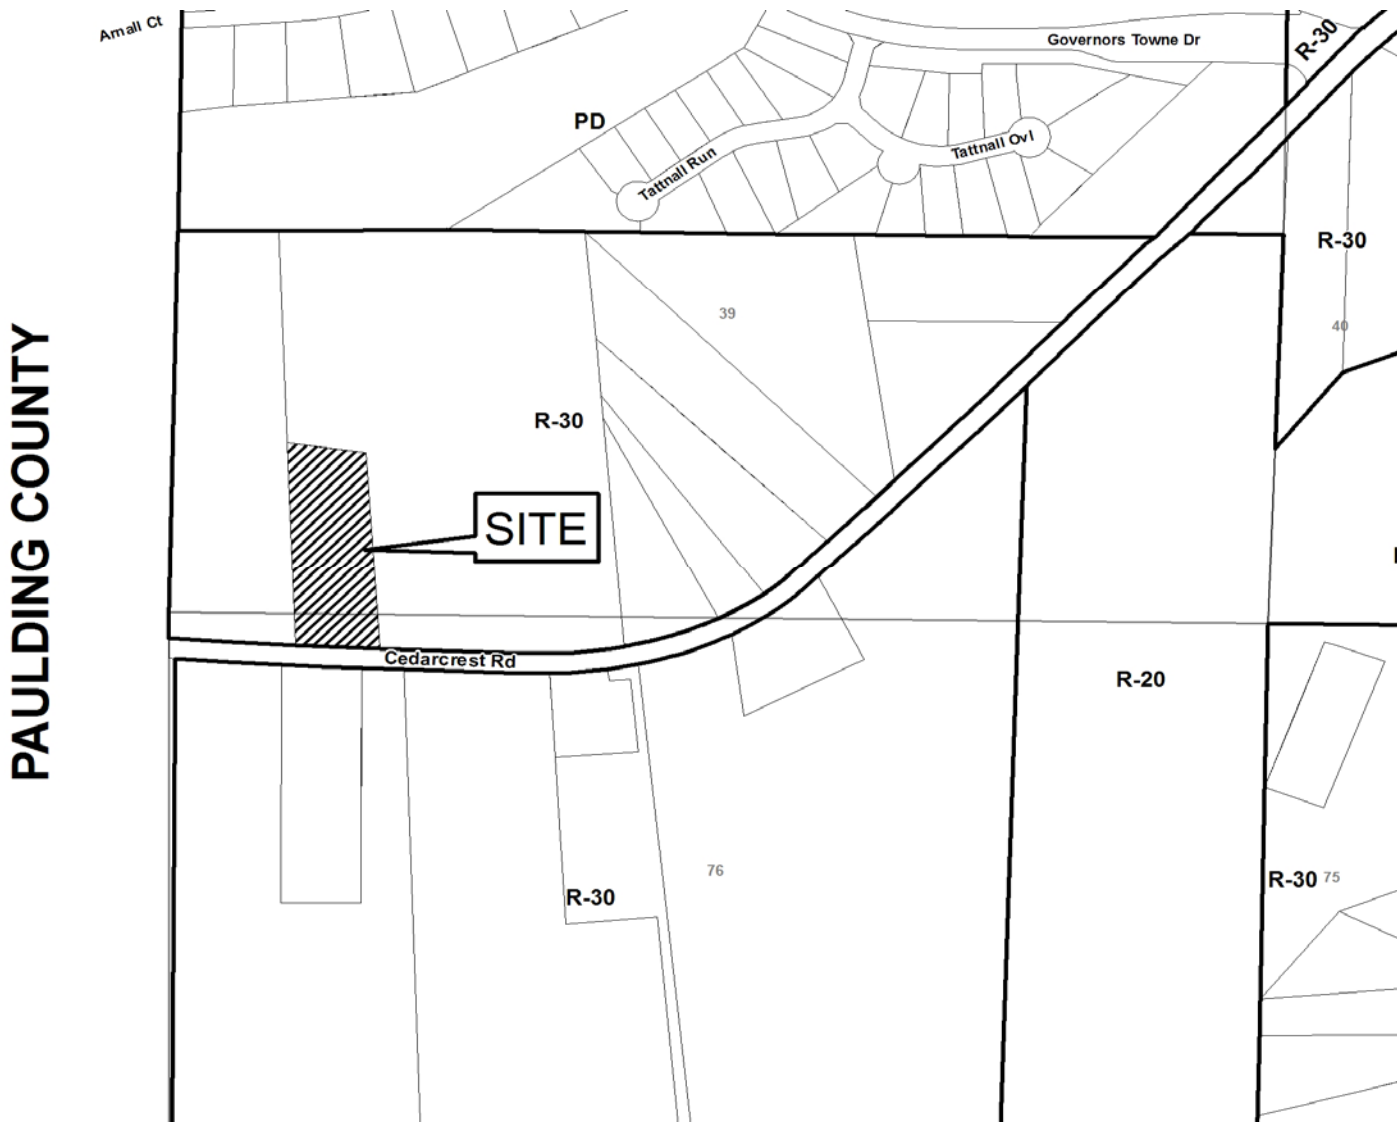 Arnall Ct
Governors Towne Dr
R-30
PD
Tattnall Run
Tattnall Ovl
R-30
39
40
PAULDING COUNTY
R-30
SITE
Cedarcrest Rd
R-20
76
R-30
R-30 75